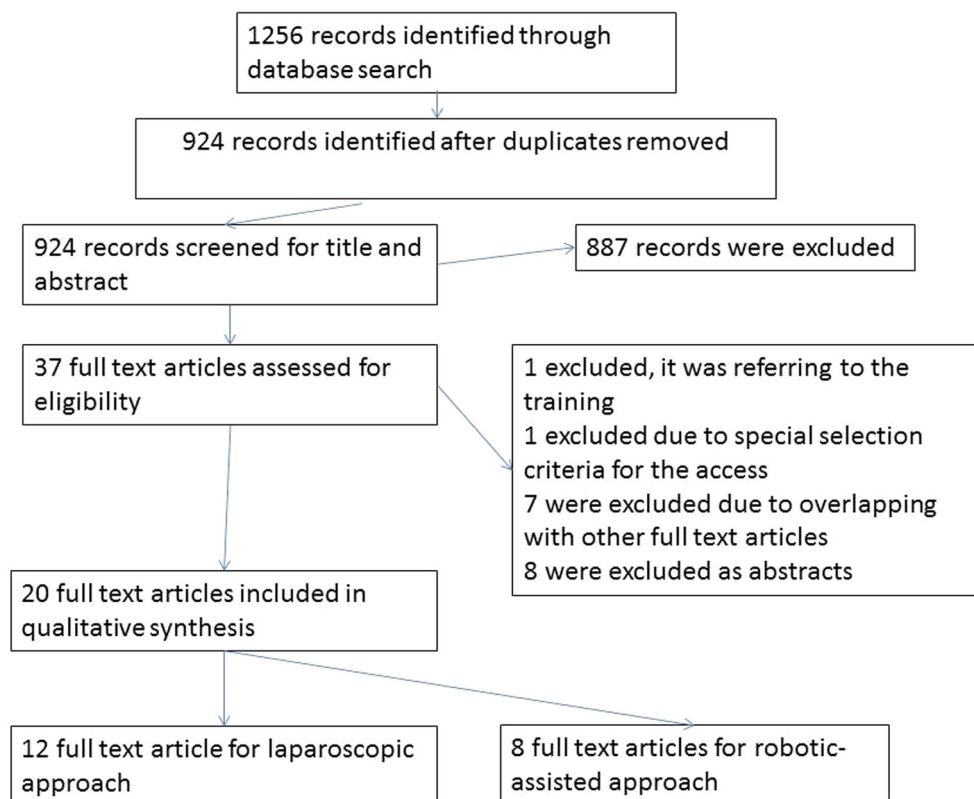 1256 records identified through
database search
924 records identified after duplicates removed
924 records screened for title and
abstract
887 records were excluded
37 full text articles assessed for
eligibility
1 excluded, it was referring to the
training
1 excluded due to special selection
criteria for the access
7 were excluded due to overlapping
with other full text articles
8 were excluded as abstracts
20 full text articles included in
qualitative synthesis
12 full text article for laparoscopic
approach
8 full text articles for robotic-
assisted approach